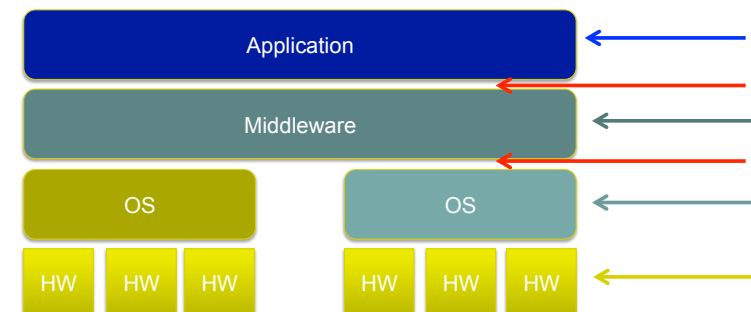 Application
Middleware
OS OS
HW HW HW HW HW HW